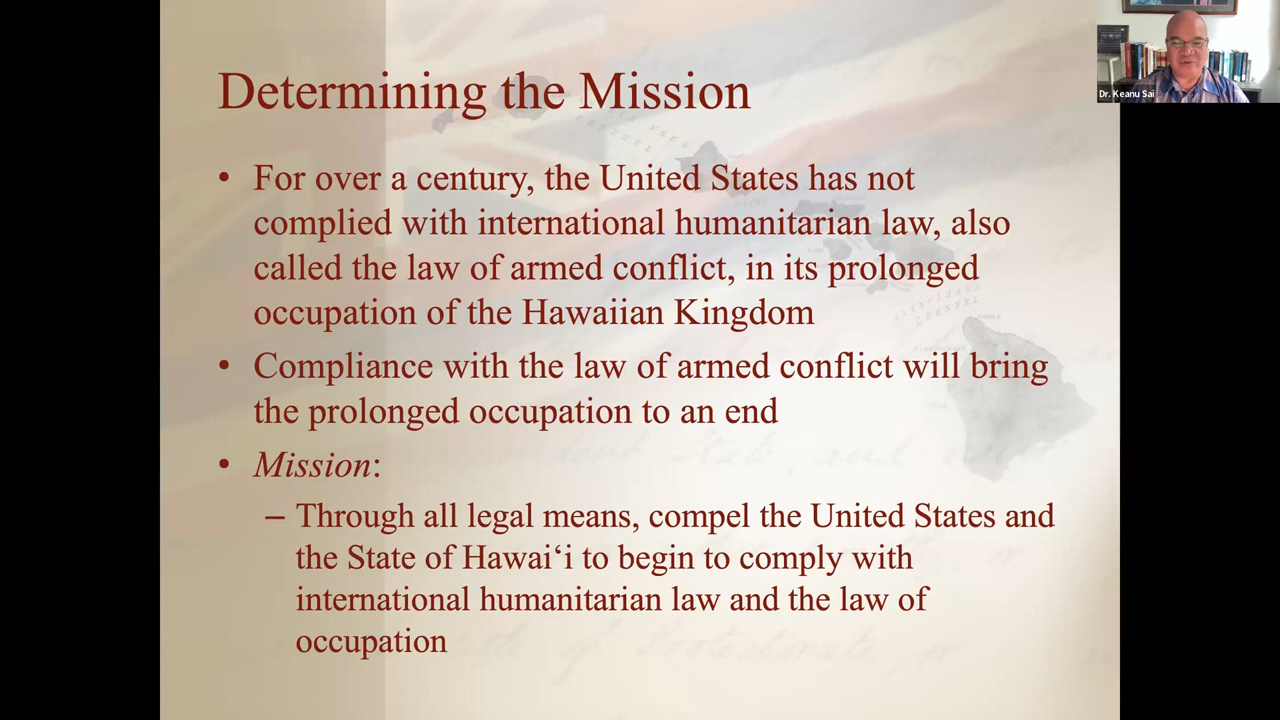 Determining the Mission
Dr. Keanu Sai
• For over a century, the United States has not
complied with international humanitarian law, also
called the law of armed conflict, in its prolonged
occupation of the Hawaiian Kingdom
• Compliance with the law of armed conflict will bring
the prolonged occupation to an end
• Mission:
– Through all legal means, compel the United States and
the State of Hawai‘i to begin to comply with
international humanitarian law and the law of
occupation